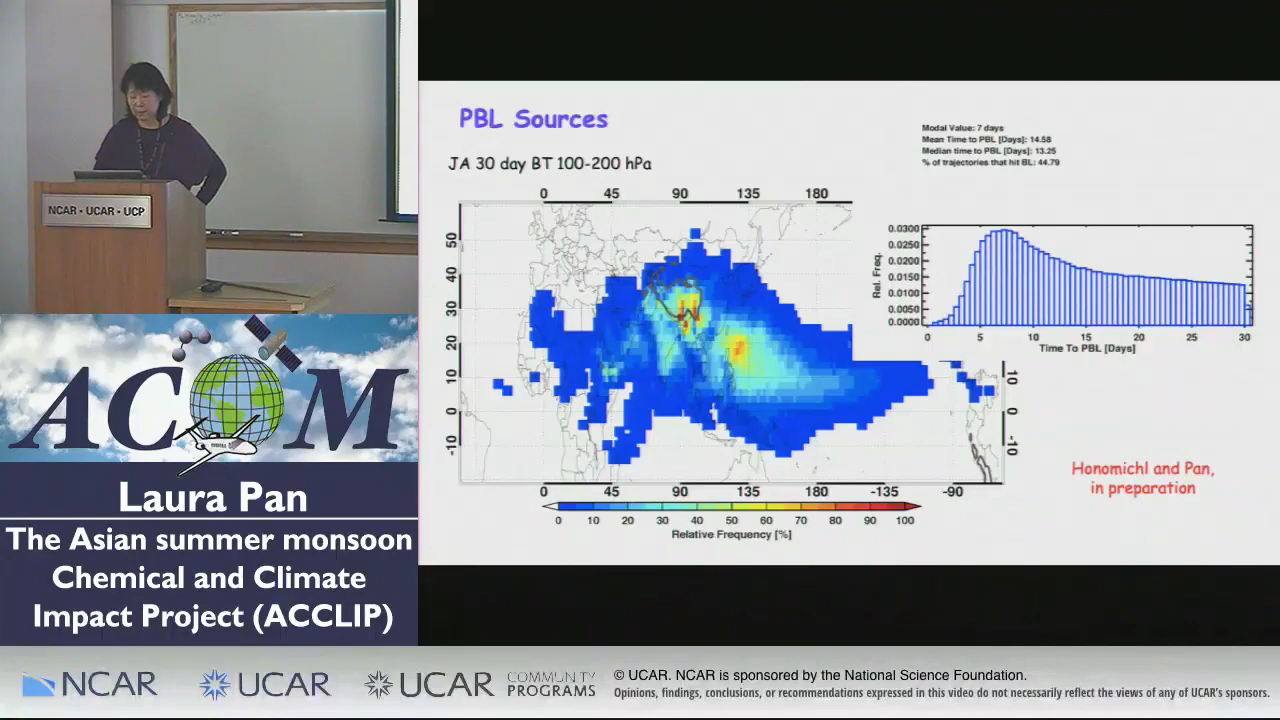 NCAR • UCAR • UCP
ACOM
Laura Pan
The Asian summer monsoon
Chemical and Climate
Impact Project (ACCLIP)
PBL Sources
JA 30 day BT 100-200 hPa
Modal Value: 7 days
Mean Time to PBL [Days]: 14.58
Median time to PBL [Days]: 13.25
% of trajectories that hit BL: 44.79
0 45 90 135 180
50
40
30
20
10
0
-10
10
0
-10
0 45 90 135 180 -135 -90
0 10 20 30 40 50 60 70 80 90 100
Relative Frequency [%]
Rel. Freq.
0.0300
0.0250
0.0200
0.0150
0.0100
0.0050
0.0000
0 5 10 15 20 25 30
Time To PBL [Days]
Honomichl and Pan,
in preparation
NCAR
UCAR
UCAR
COMMUNITY
PROGRAMS
© UCAR. NCAR is sponsored by the National Science Foundation.
Opinions, findings, conclusions, or recommendations expressed in this video do not necessarily reflect the views of any of UCAR's sponsors.